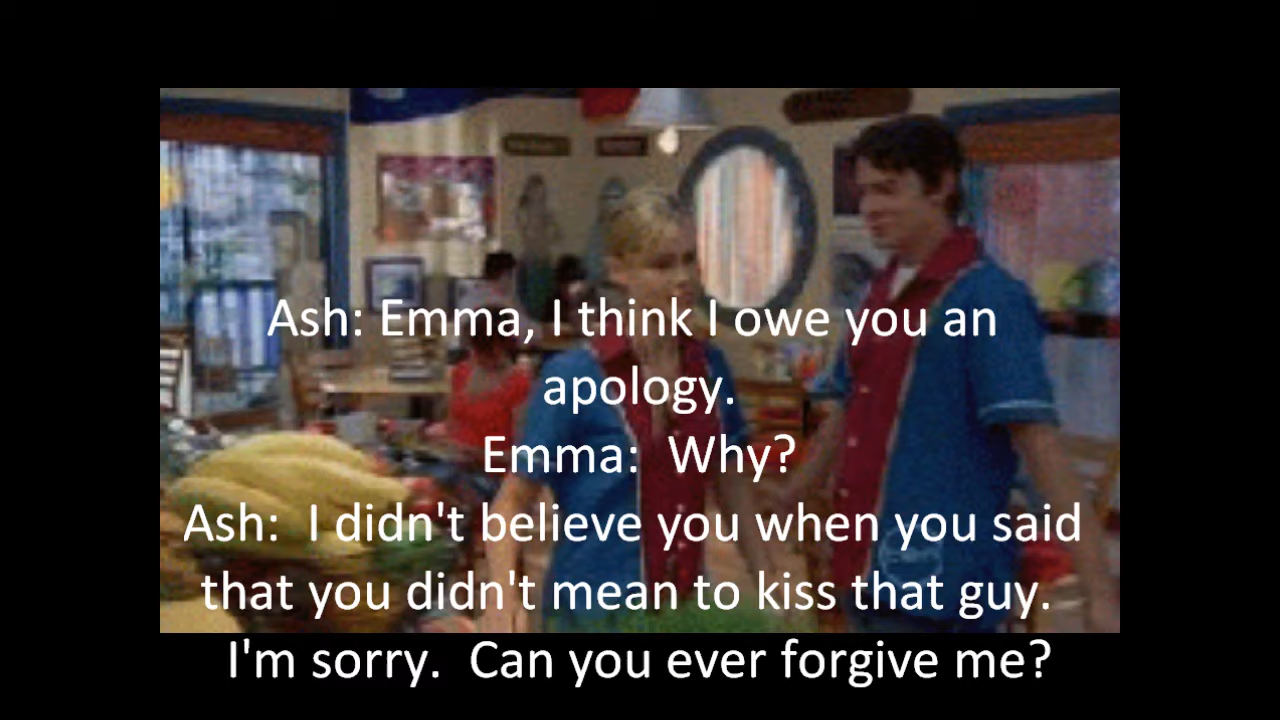 Ash: Emma, I think I owe you an
apology.
Emma:  Why?
Ash:  I didn't believe you when you said
that you didn't mean to kiss that guy.
I'm sorry.  Can you ever forgive me?